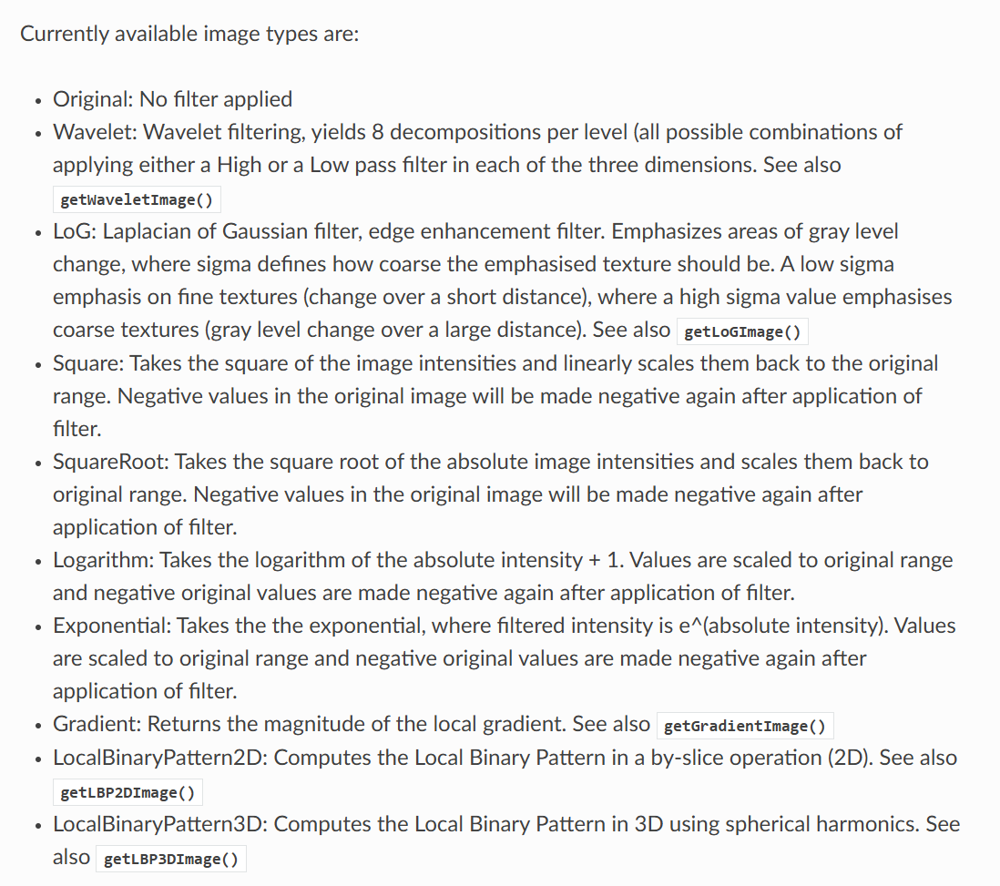 Currently available image types are:
• Original: No filter applied
• Wavelet: Wavelet filtering, yields 8 decompositions per level (all possible combinations of
applying either a High or a Low pass filter in each of the three dimensions. See also
getWaveletImage()
• LoG: Laplacian of Gaussian filter, edge enhancement filter. Emphasizes areas of gray level
change, where sigma defines how coarse the emphasised texture should be. A low sigma
emphasis on fine textures (change over a short distance), where a high sigma value emphasises
coarse textures (gray level change over a large distance). See also getLoGImage()
• Square: Takes the square of the image intensities and linearly scales them back to the original
range. Negative values in the original image will be made negative again after application of
filter.
• SquareRoot: Takes the square root of the absolute image intensities and scales them back to
original range. Negative values in the original image will be made negative again after
application of filter.
• Logarithm: Takes the logarithm of the absolute intensity + 1. Values are scaled to original range
and negative original values are made negative again after application of filter.
• Exponential: Takes the the exponential, where filtered intensity is e^(absolute intensity). Values
are scaled to original range and negative original values are made negative again after
application of filter.
• Gradient: Returns the magnitude of the local gradient. See also getGradientImage()
• LocalBinaryPattern2D: Computes the Local Binary Pattern in a by-slice operation (2D). See also
getLBP2DImage()
• LocalBinaryPattern3D: Computes the Local Binary Pattern in 3D using spherical harmonics. See
also getLBP3DImage()